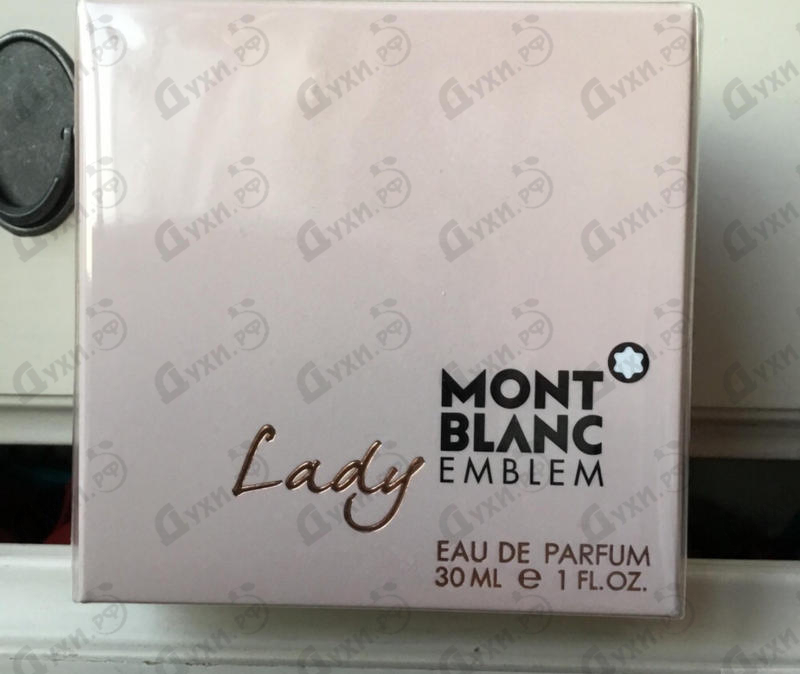 MONT
BLANC
Lady EMBLEM
EAU DE PARFUM
30 ML e 1 FL.OZ.
Духи.РФ